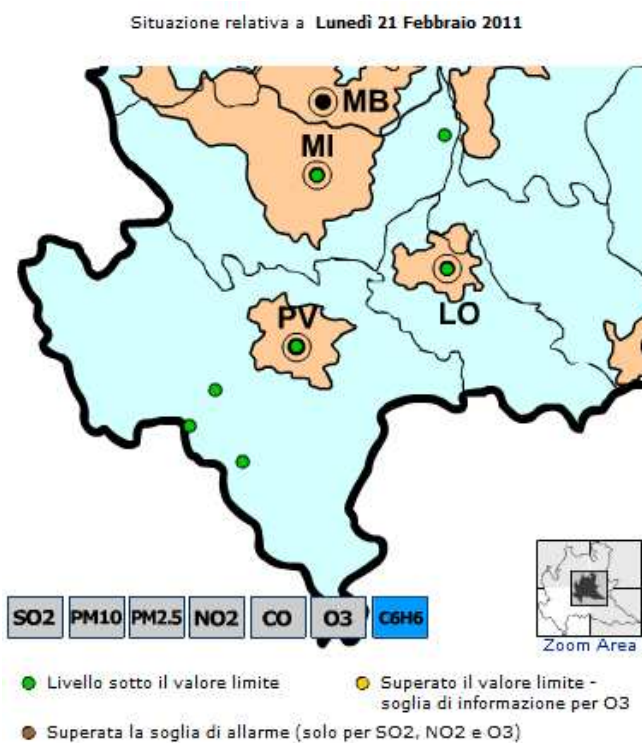 Situazione relativa a Lunedì 21 Febbraio 2011
MB
MI
LO
PV
SO2 PM10 PM2.5 NO2 CO O3 C6H6
Zoom Area
Livello sotto il valore limite
Superato il valore limite -
soglia di informazione per O3
Superata la soglia di allarme (solo per SO2, NO2 e O3)